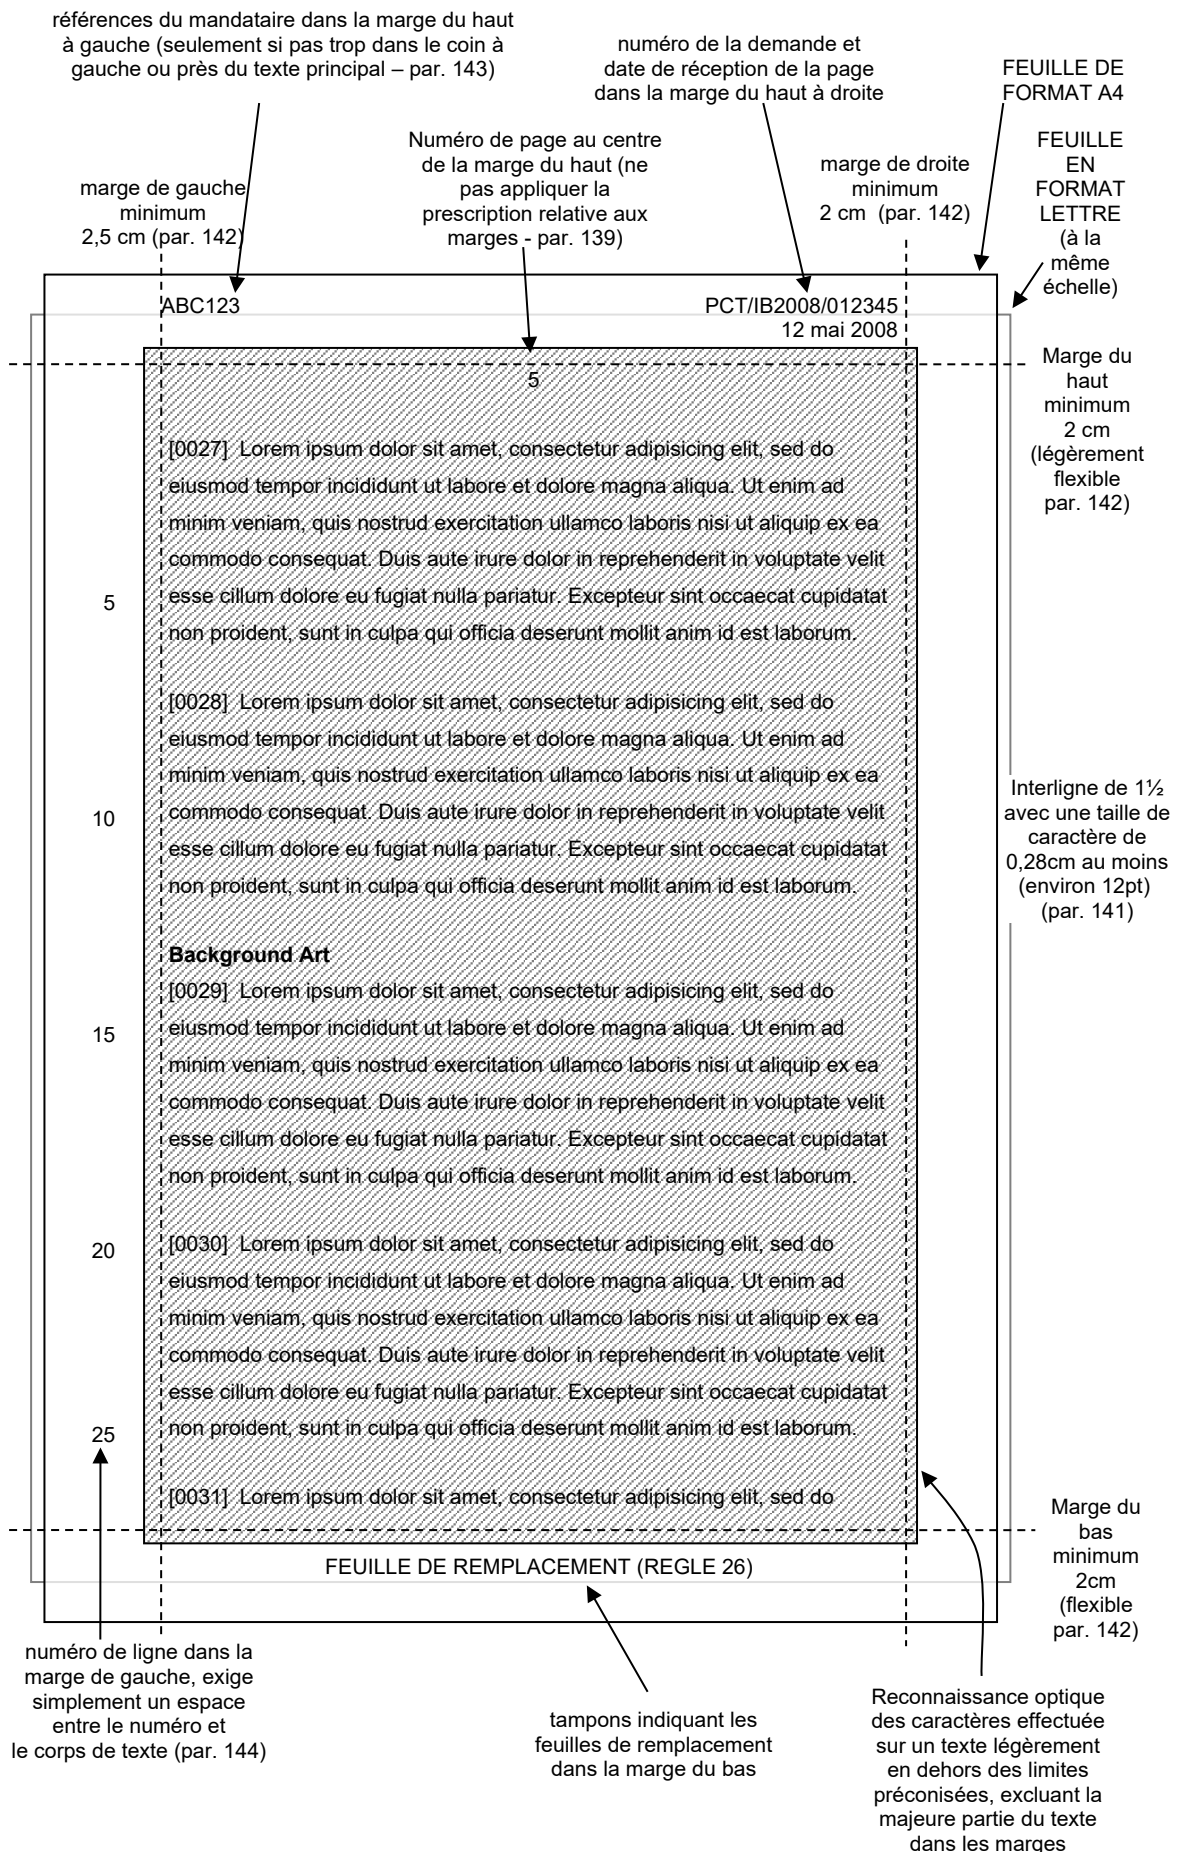 références du mandataire dans la marge du haut
à gauche (seulement si pas trop dans le coin à
gauche ou près du texte principal – par. 143)
numéro de la demande et
date de réception de la page
dans la marge du haut à droite
FEUILLE DE
FORMAT A4
Numéro de page au centre
de la marge du haut (ne
pas appliquer la
prescription relative aux
marges - par. 139)
FEUILLE
EN
FORMAT
LETTRE
(à la
même
échelle)
marge de droite
minimum
2 cm (par. 142)
marge de gauche
minimum
2,5 cm (par. 142)
ABC123
PCT/IB2008/012345
12 mai 2008
Marge du
haut
minimum
2 cm
(légèrement
flexible
par. 142)
5
[0027] Lorem ipsum dolor sit amet, consectetur adipisicing elit, sed do
eiusmod tempor incididunt ut labore et dolore magna aliqua. Ut enim ad
minim veniam, quis nostrud exercitation ullamco laboris nisi ut aliquip ex ea
commodo consequat. Duis aute irure dolor in reprehenderit in voluptate velit
5 esse cillum dolore eu fugiat nulla pariatur. Excepteur sint occaecat cupidatat
non proident, sunt in culpa qui officia deserunt mollit anim id est laborum.
[0028] Lorem ipsum dolor sit amet, consectetur adipisicing elit, sed do
eiusmod tempor incididunt ut labore et dolore magna aliqua. Ut enim ad
minim veniam, quis nostrud exercitation ullamco laboris nisi ut aliquip ex ea
10 commodo consequat. Duis aute irure dolor in reprehenderit in voluptate velit
esse cillum dolore eu fugiat nulla pariatur. Excepteur sint occaecat cupidatat
non proident, sunt in culpa qui officia deserunt mollit anim id est laborum.
Interligne de 1½
avec une taille de
caractère de
0,28cm au moins
(environ 12pt)
(par. 141)
Background Art
[0029] Lorem ipsum dolor sit amet, consectetur adipisicing elit, sed do
15 eiusmod tempor incididunt ut labore et dolore magna aliqua. Ut enim ad
minim veniam, quis nostrud exercitation ullamco laboris nisi ut aliquip ex ea
commodo consequat. Duis aute irure dolor in reprehenderit in voluptate velit
esse cillum dolore eu fugiat nulla pariatur. Excepteur sint occaecat cupidatat
non proident, sunt in culpa qui officia deserunt mollit anim id est laborum.
20 [0030] Lorem ipsum dolor sit amet, consectetur adipisicing elit, sed do
eiusmod tempor incididunt ut labore et dolore magna aliqua. Ut enim ad
minim veniam, quis nostrud exercitation ullamco laboris nisi ut aliquip ex ea
commodo consequat. Duis aute irure dolor in reprehenderit in voluptate velit
esse cillum dolore eu fugiat nulla pariatur. Excepteur sint occaecat cupidatat
25 non proident, sunt in culpa qui officia deserunt mollit anim id est laborum.
[0031] Lorem ipsum dolor sit amet, consectetur adipisicing elit, sed do
Marge du
bas
minimum
2cm
(flexible
par. 142)
FEUILLE DE REMPLACEMENT (REGLE 26)
numéro de ligne dans la
marge de gauche, exige
simplement un espace
entre le numéro et
le corps de texte (par. 144)
tampons indiquant les
feuilles de remplacement
dans la marge du bas
Reconnaissance optique
des caractères effectuée
sur un texte légèrement
en dehors des limites
préconisées, excluant la
majeure partie du texte
dans les marges